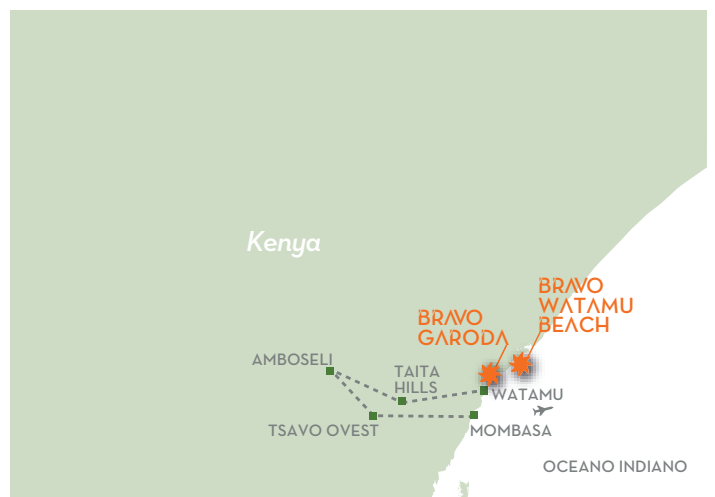 Kenya
BRAVO
WATAMU
BEACH
BRAVO
GARODA
AMBOSELI
TAITA
HILLS
WATAMU
TSAVO OVEST
MOMBASA
OCEANO INDIANO